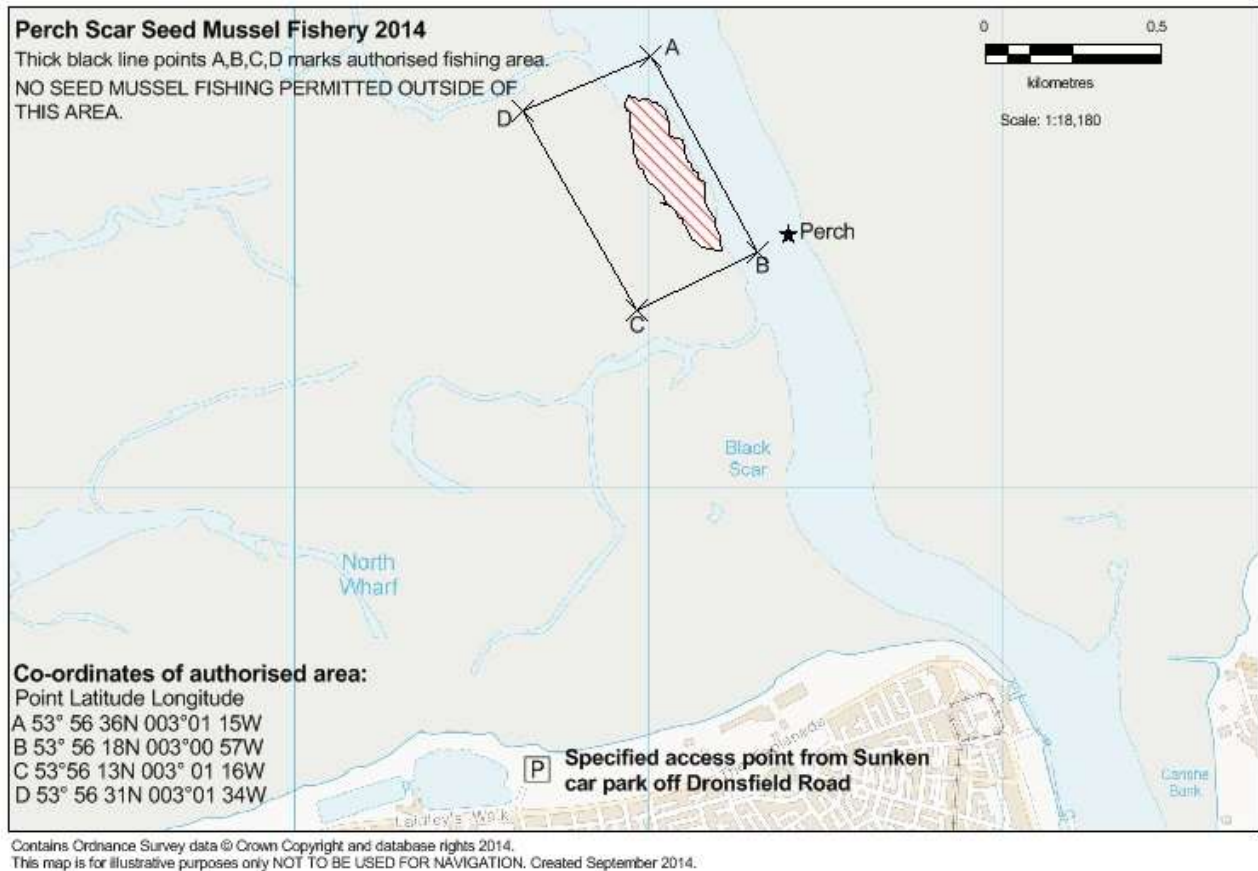 Perch Scar Seed Mussel Fishery 2014
Thick black line points A,B,C,D marks authorised fishing area.
NO SEED MUSSEL FISHING PERMITTED OUTSIDE OF
THIS AREA.
0 0.5
kilometres
Scale: 1:18,180
A
D
Perch
B
C
Black
Scar
North
Wharf
Co-ordinates of authorised area:
Point Latitude Longitude
A 53° 56 36N 003°01 15W
B 53° 56 18N 003°00 57W
C 53°56 13N 003° 01 16W
D 53° 56 31N 003°01 34W
P
Specified access point from Sunken
car park off Dronsfield Road
The Esplanade
Laidley's Walk
Bank
Contains Ordnance Survey data © Crown Copyright and database rights 2014.
This map is for illustrative purposes only NOT TO BE USED FOR NAVIGATION. Created September 2014.